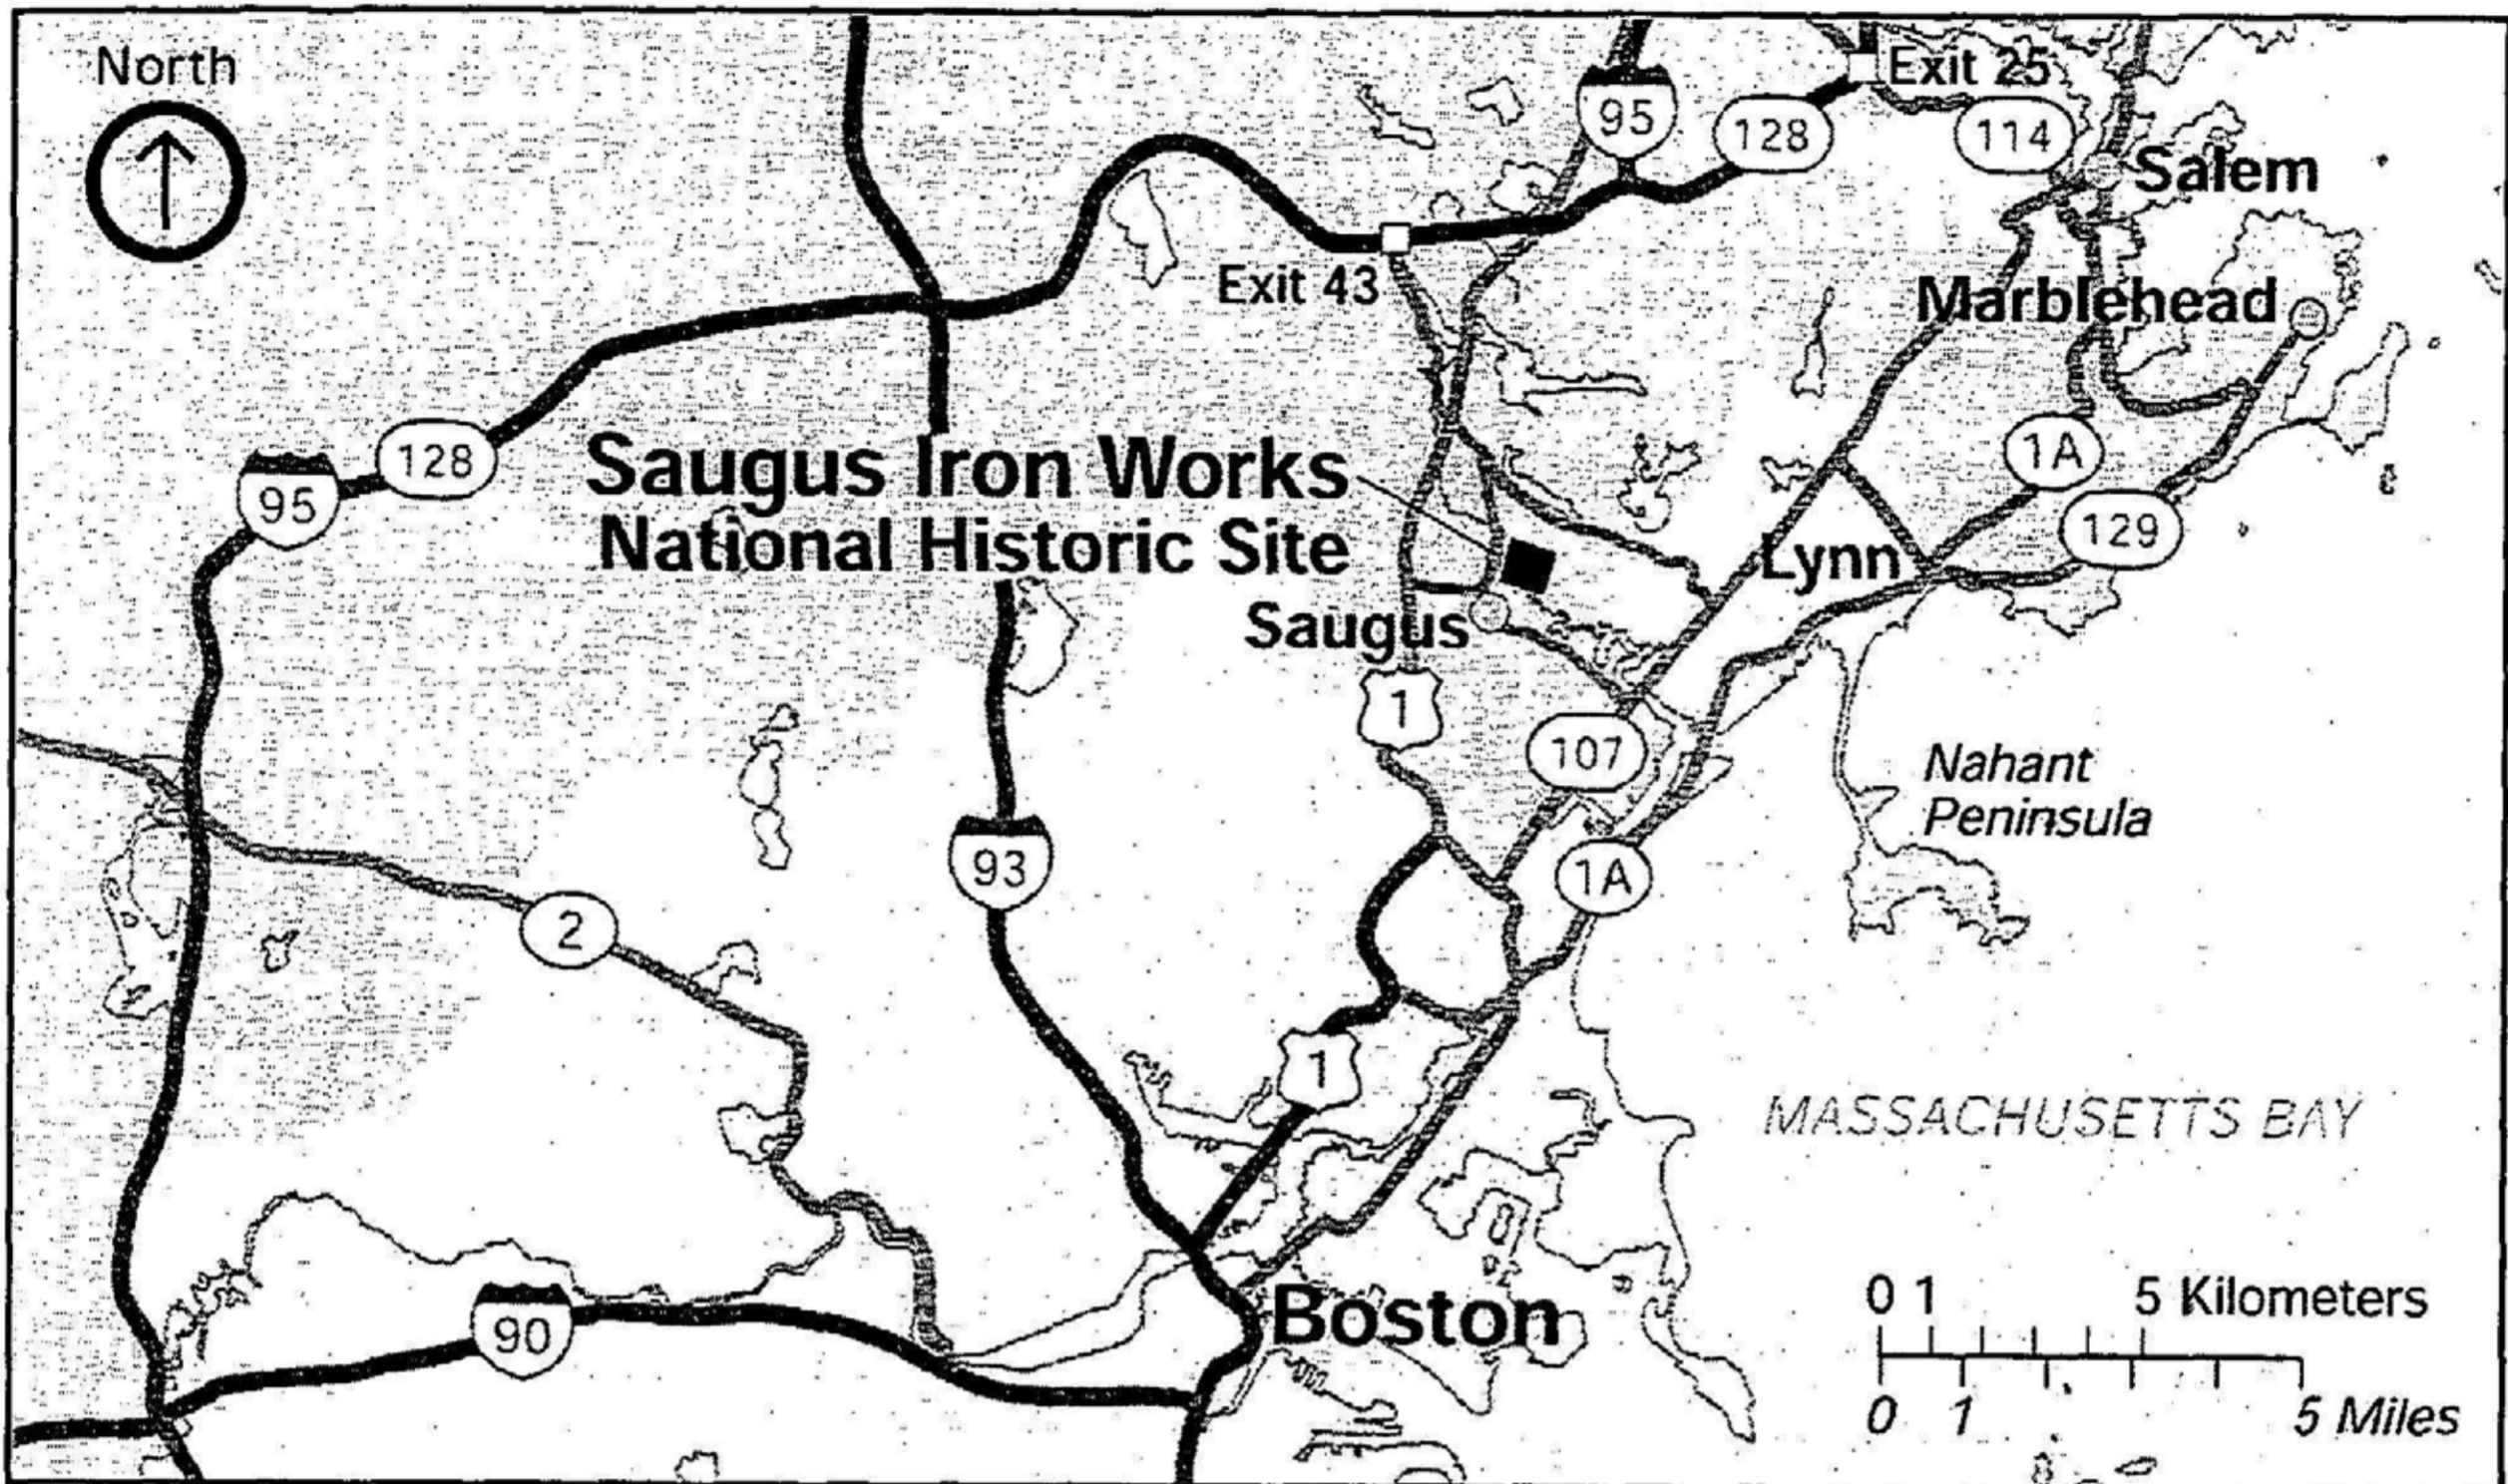 North
Exit 25
95
128
114
Salem
Exit 43
Marblehead
128
95
Saugus Iron Works
National Historic Site
1A
129
Lynn
Saugus
1
107
Nahant
Peninsula
93
1A
2
1
MASSACHUSETTS BAY
90
Boston
0 1 5 Kilometers
0 1 5 Miles